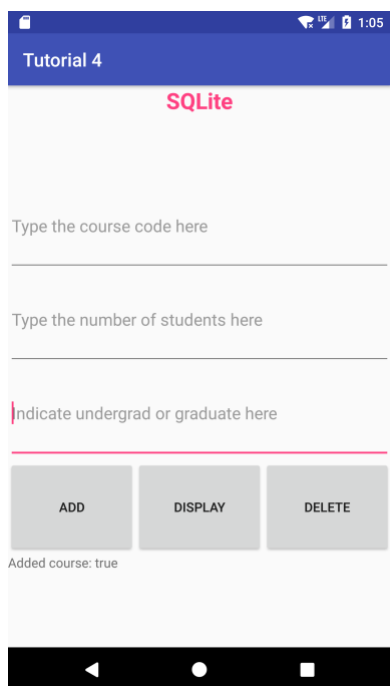 LTE 1:05
Tutorial 4
SQLite
Type the course code here
Type the number of students here
Indicate undergrad or graduate here
ADD DISPLAY DELETE
Added course: true